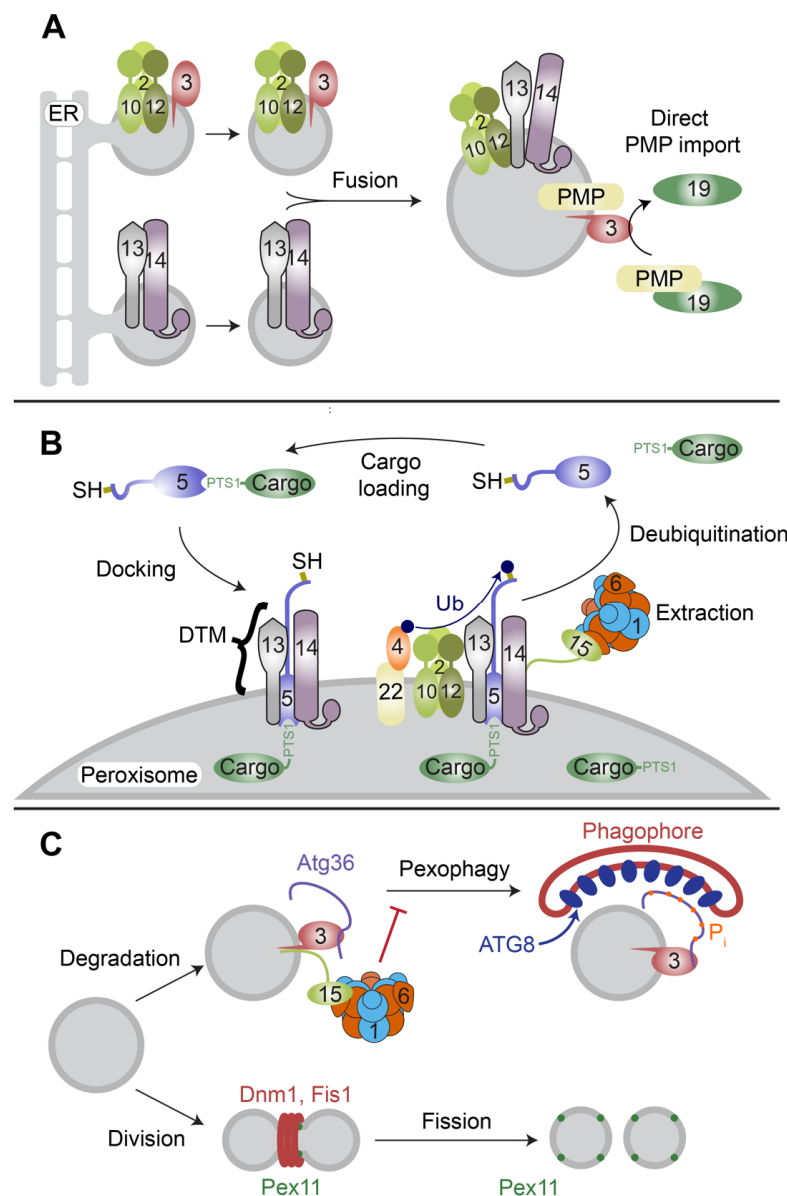 A
ER
2
10
12
3
2
10
12
3
13
14
13
14
Fusion
2
10
12
13
14
PMP
3
Direct
PMP import
19
PMP
19
B
SH
5
PTS1
Cargo
Cargo
loading
SH
5
PTS1
Cargo
Docking
Deubiquitination
DTM
SH
13
14
5
PTS1
Cargo
Ub
4
22
2
10
12
13
14
5
PTS1
Cargo
15
6
1
Extraction
Cargo
PTS1
Peroxisome
C
Atg36
3
15
1
6
Pexophagy
Phagophore
ATG8
3
Pi
Degradation
Division
Dnm1, Fis1
Pex11
Fission
Pex11